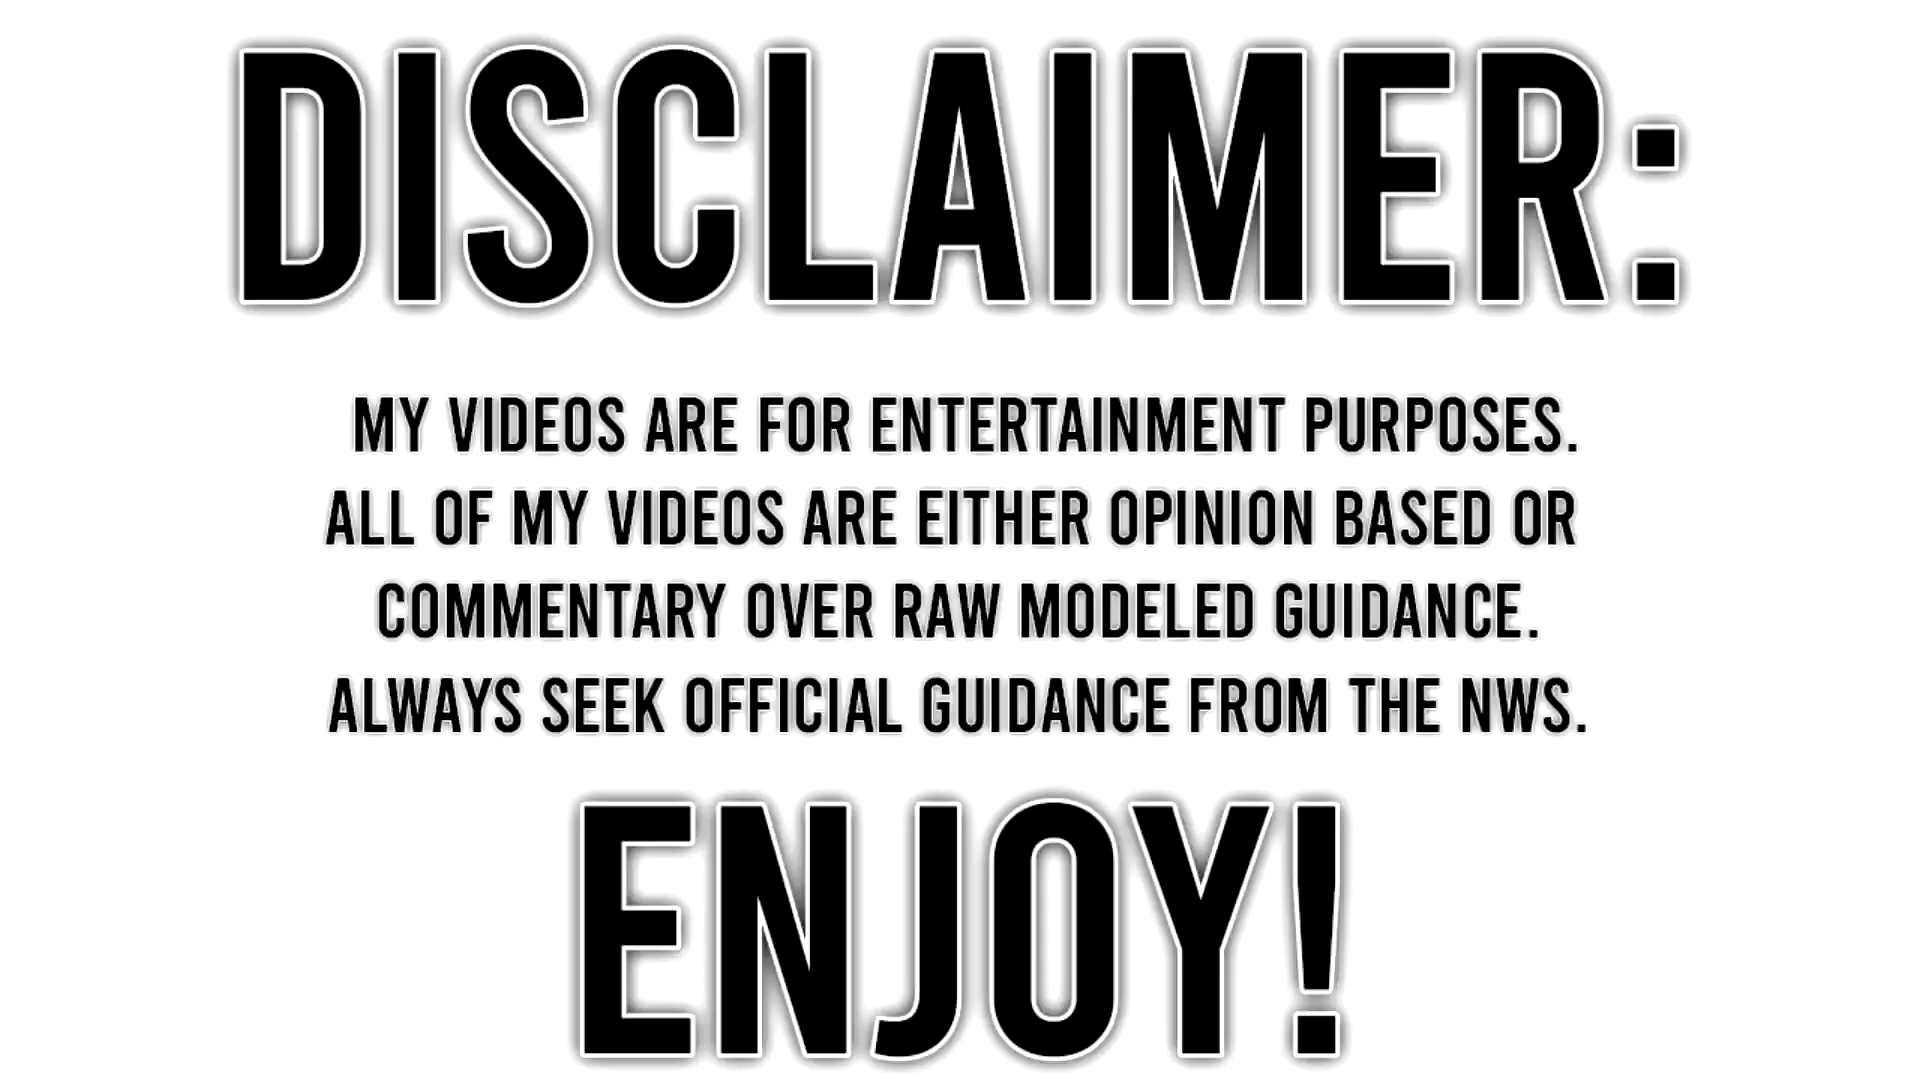 DISCLAIMER:
MY VIDEOS ARE FOR ENTERTAINMENT PURPOSES.
ALL OF MY VIDEOS ARE EITHER OPINION BASED OR
COMMENTARY OVER RAW MODELED GUIDANCE.
ALWAYS SEEK OFFICIAL GUIDANCE FROM THE NWS.
ENJOY!